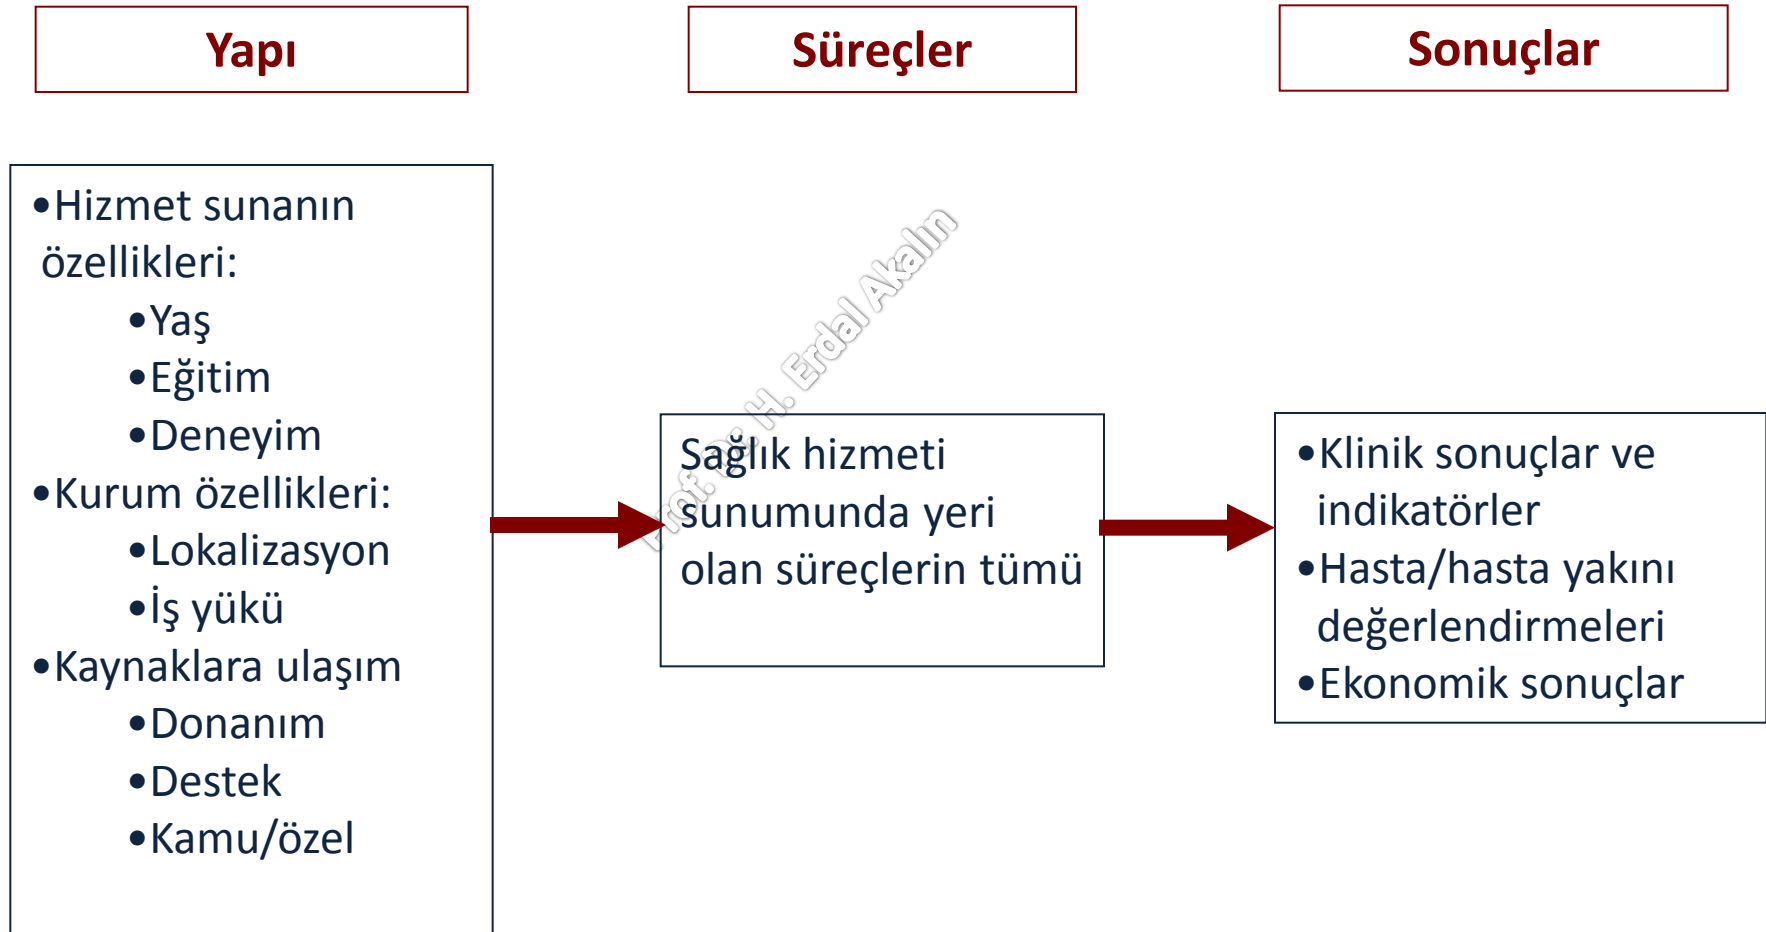 Yapı
Süreçler
Sonuçlar
•Hizmet sunanın
özellikleri:
•Yaş
•Eğitim
•Deneyim
•Kurum özellikleri:
•Lokalizasyon
•İş yükü
•Kaynaklara ulaşım
•Donanım
•Destek
•Kamu/özel
Sağlık hizmeti
sunumunda yeri
olan süreçlerin tümü
•Klinik sonuçlar ve
indikatörler
•Hasta/hasta yakını
değerlendirmeleri
•Ekonomik sonuçlar
Prof. Dr. H. Erdal Akalın